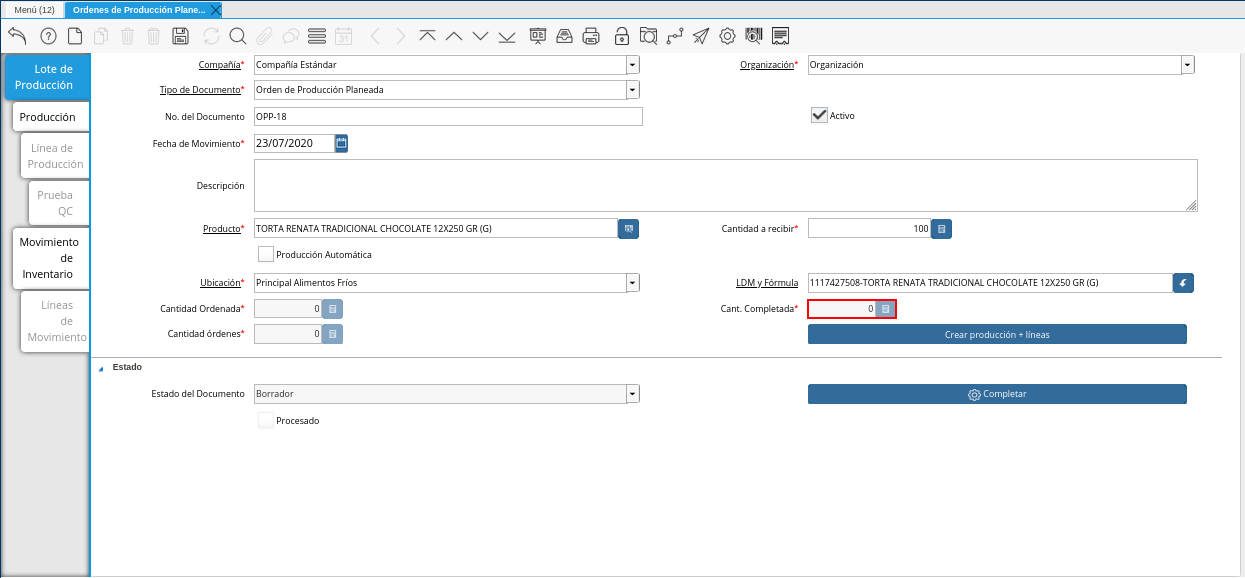 Menú (12)
Ordenes de Producción Plane...
31
Lote de
Producción
Producción
Línea de
Producción
Prueba
QC
Movimiento
de
Inventario
Líneas
de
Movimiento
Compañía* Compañía Estándar
Organización* Organización
Tipo de Documento* Orden de Producción Planeada
No. del Documento OPP-18
Activo
Fecha de Movimiento* 23/07/2020
Descripción
Producto* TORTA RENATA TRADICIONAL CHOCOLATE 12X250 GR (G)
Cantidad a recibir* 100
Producción Automática
Ubicación* Principal Alimentos Fríos
LDM y Fórmula 1117427508-TORTA RENATA TRADICIONAL CHOCOLATE 12X250 GR (G)
Cantidad Ordenada* 0
Cant. Completada* 0
Cantidad órdenes* 0
Crear producción + líneas
Estado
Estado del Documento Borrador
Completar
Procesado